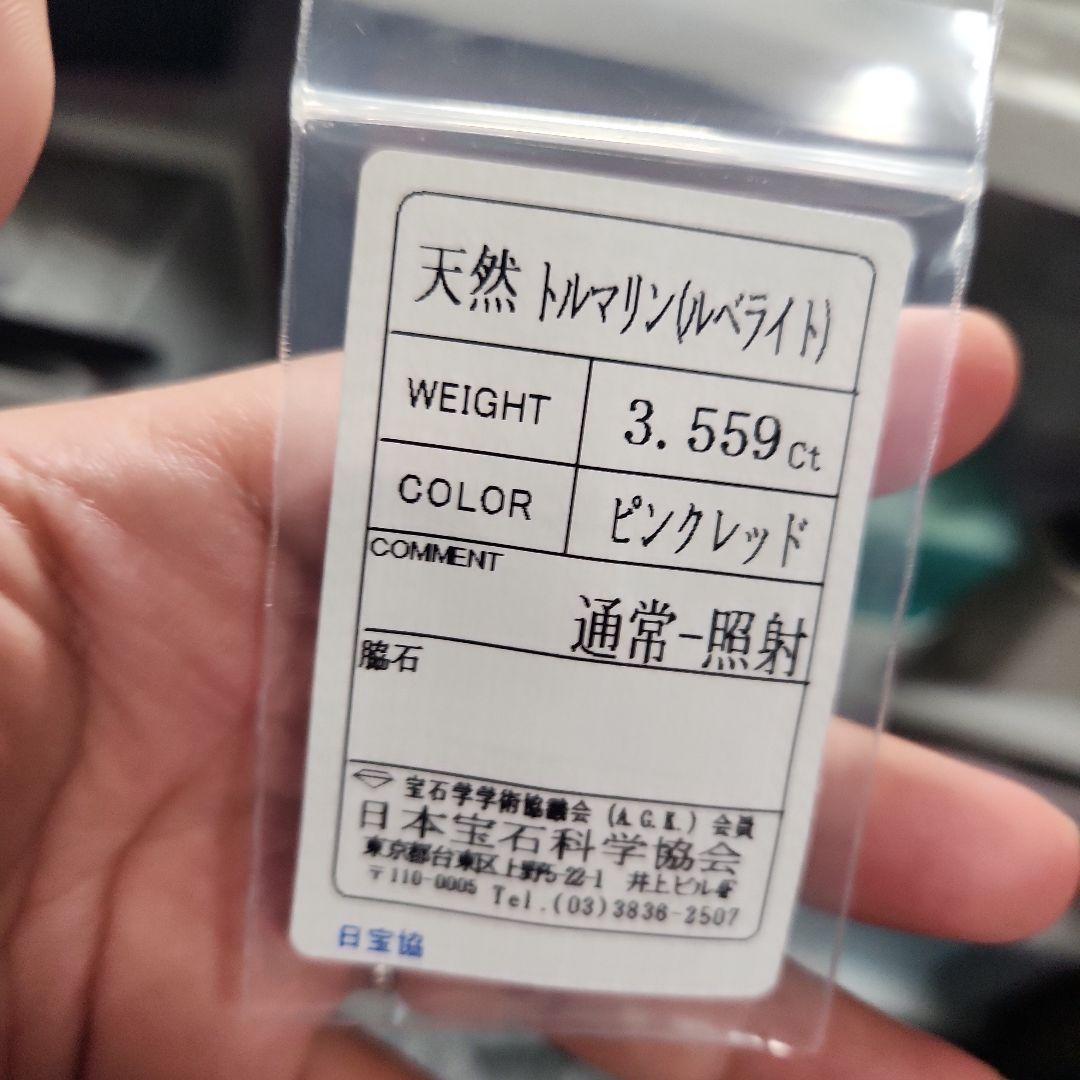 天然 トルマリン(ルベライト)
WEIGHT 3.559ct
COLOR ピンクレッド
COMMENT
通常-照射
脇石
宝石学学術協議会 (A.G.K.) 会員
日本宝石科学協会
東京都台東区上野5-22-1 井上ビル4F
〒110-0005 Tel.(03)3836-2507
日宝協